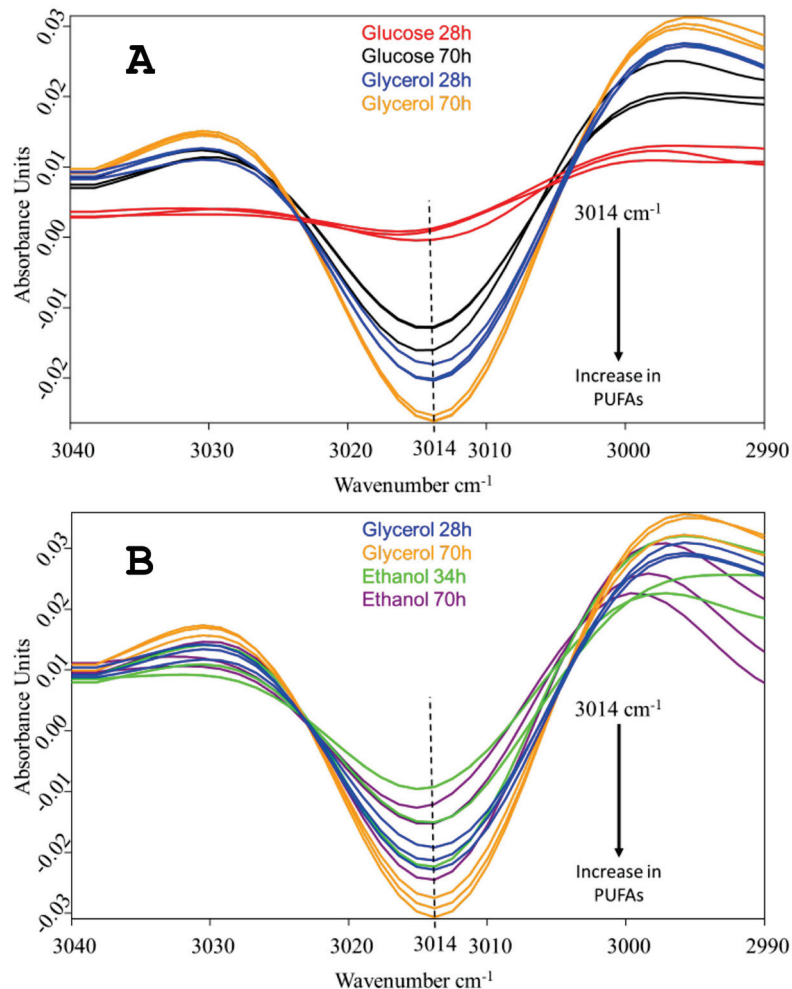 A
Glucose 28h
Glucose 70h
Glycerol 28h
Glycerol 70h
Absorbance Units
0.03
0.02
0.01
0.00
-0.01
-0.02
3014 cm-1
Increase in
PUFAs
3040 3030 3020 3014 3010 3000 2990
Wavenumber cm-1
B
Glycerol 28h
Glycerol 70h
Ethanol 34h
Ethanol 70h
Absorbance Units
0.03
0.02
0.01
0.00
-0.01
-0.02
-0.03
3014 cm-1
Increase in
PUFAs
3040 3030 3020 3014 3010 3000 2990
Wavenumber cm-1